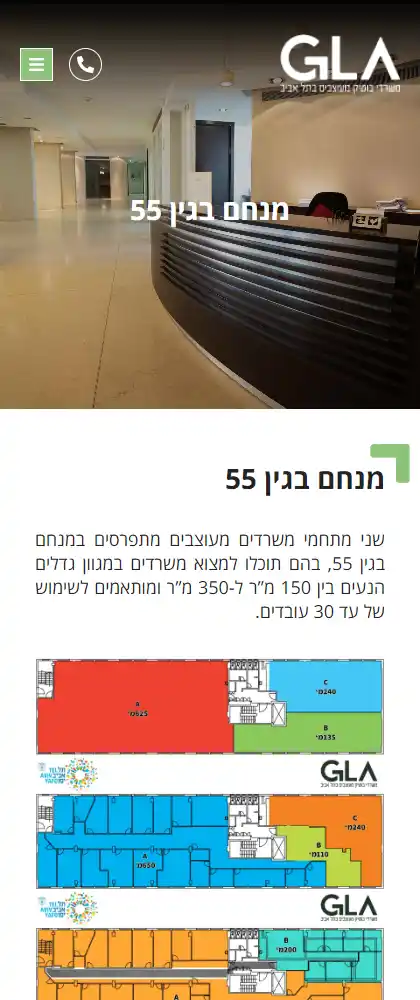 GLA
משרדי בוטיק מעוצבים בתל אביב
מנחם בגין 55
מנחם בגין 55
שני מתחמי משרדים מעוצבים מתפרסים במנחם
בגין 55, בהם תוכלו למצוא משרדים במגוון גדלים
הנעים בין 150 מ”ר ל-350 מ”ר ומותאמים לשימוש
של עד 30 עובדים.
C
240מ'
A
625מ'
B
135מ'
GLA
משרדי בוטיק מעוצבים בתל אביב
C
240מ'
B
110מ'
A
650מ'
GLA
משרדי בוטיק מעוצבים בתל אביב
B
200מ'
A